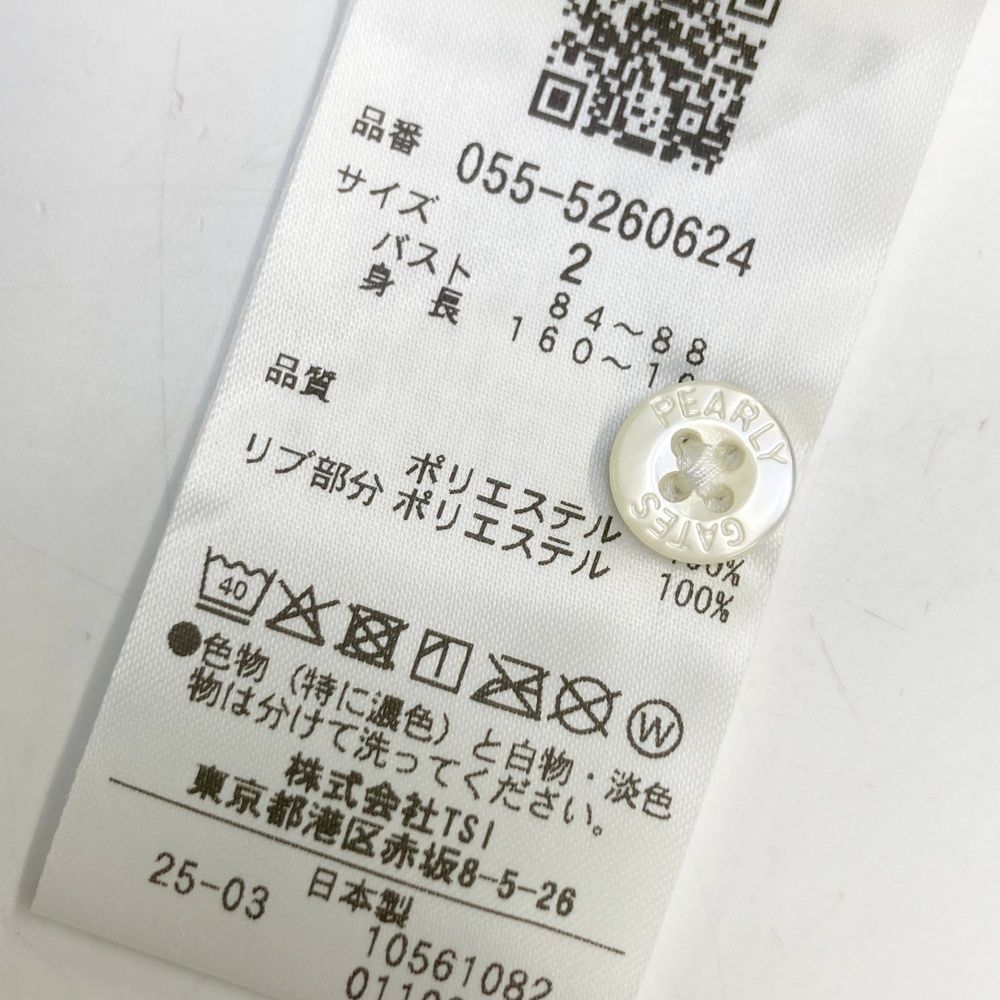 品番 055-5260624
サイズ 2
バスト 84～88
身長 160～1
品質
ポリエステル 100%
リブ部分 ポリエステル 100%
PEARLY
GATES
40
W
●色物（特に濃色）と白物・淡色
物は分けて洗ってください。
株式会社TSI
東京都港区赤坂8-5-26
25-03 日本製
10561082